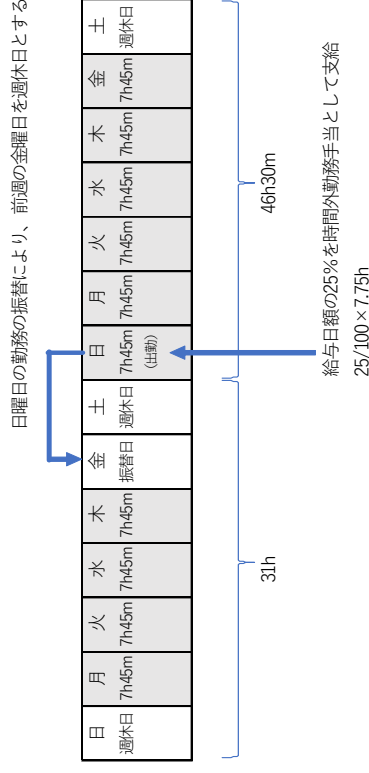 日曜日の勤務の振替により、前週の金曜日を週休日とする
日 月 火 水 木 金 土 日 月 火 水 木 金 土
週休日 7h45m 7h45m 7h45m 7h45m 振替日 週休日 7h45m 7h45m 7h45m 7h45m 7h45m 7h45m 週休日
(出勤)
31h 46h30m
給与日額の25%を時間外勤務手当として支給
25/100×7.75h